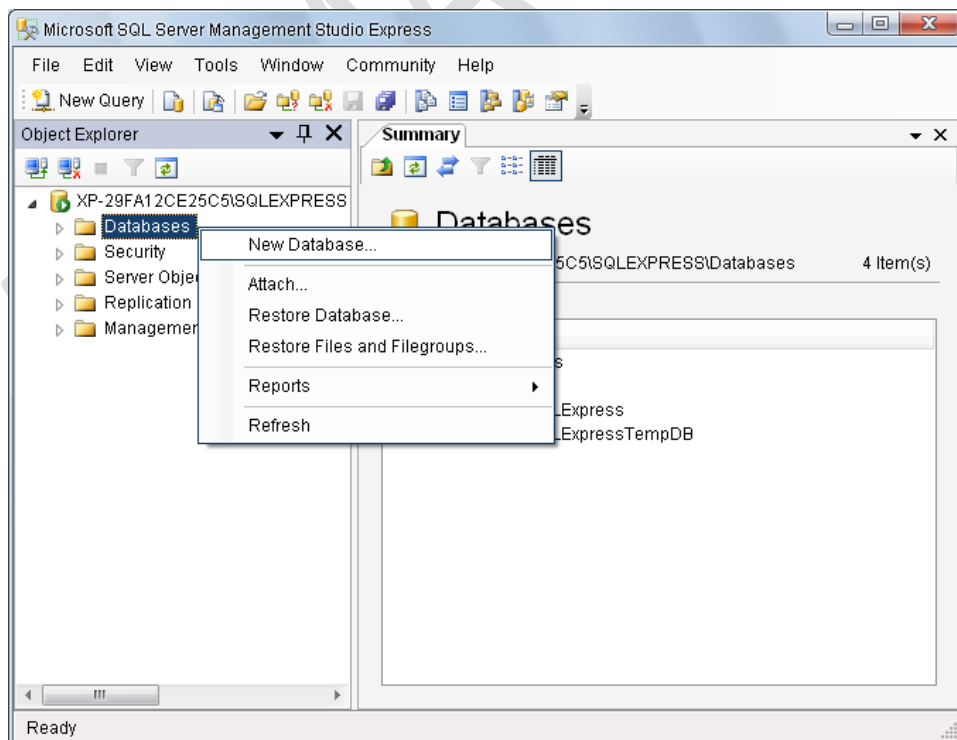 Microsoft SQL Server Management Studio Express
File Edit View Tools Window Community Help
New Query
Object Explorer
Summary
XP-29FA12CE25C5\SQLEXPRESS
Databases
Security
Server Objec
Replication
Managemen
New Database...
Attach...
Restore Database...
Restore Files and Filegroups...
Reports
Refresh
Databases
5C5\SQLEXPRESS\Databases 4 Item(s)
s
LExpress
LExpressTempDB
Ready